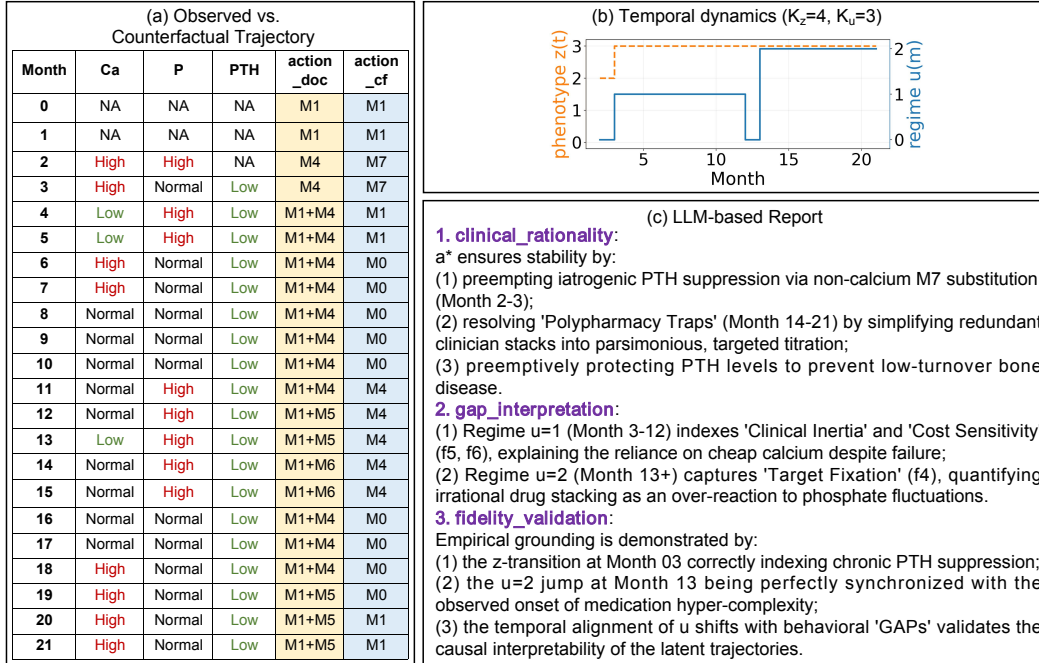 (a) Observed vs.
Counterfactual Trajectory
Month Ca P PTH action_doc action_cf
0 NA NA NA M1 M1
1 NA NA NA M1 M1
2 High High NA M4 M7
3 High Normal Low M4 M7
4 Low High Low M1+M4 M1
5 Low High Low M1+M4 M1
6 High Normal Low M1+M4 M0
7 High Normal Low M1+M4 M0
8 Normal Normal Low M1+M4 M0
9 Normal Normal Low M1+M4 M0
10 Normal Normal Low M1+M4 M0
11 Normal High Low M1+M4 M4
12 Normal High Low M1+M5 M4
13 Low High Low M1+M5 M4
14 Normal High Low M1+M6 M4
15 Normal High Low M1+M6 M4
16 Normal Normal Low M1+M4 M0
17 Normal Normal Low M1+M4 M0
18 High Normal Low M1+M4 M0
19 High Normal Low M1+M5 M0
20 High Normal Low M1+M5 M1
21 High Normal Low M1+M5 M1
(b) Temporal dynamics (K_z=4, K_u=3)
phenotype z(t)
3
2
1
0
5 10 15 20
Month
2
1
0
regime u(m)
(c) LLM-based Report
1. clinical_rationality:
a* ensures stability by:
(1) preempting iatrogenic PTH suppression via non-calcium M7 substitution
(Month 2-3);
(2) resolving 'Polypharmacy Traps' (Month 14-21) by simplifying redundant
clinician stacks into parsimonious, targeted titration;
(3) preemptively protecting PTH levels to prevent low-turnover bone
disease.
2. gap_interpretation:
(1) Regime u=1 (Month 3-12) indexes 'Clinical Inertia' and 'Cost Sensitivity'
(f5, f6), explaining the reliance on cheap calcium despite failure;
(2) Regime u=2 (Month 13+) captures 'Target Fixation' (f4), quantifying
irrational drug stacking as an over-reaction to phosphate fluctuations.
3. fidelity_validation:
Empirical grounding is demonstrated by:
(1) the z-transition at Month 03 correctly indexing chronic PTH suppression;
(2) the u=2 jump at Month 13 being perfectly synchronized with the
observed onset of medication hyper-complexity;
(3) the temporal alignment of u shifts with behavioral 'GAPs' validates the
causal interpretability of the latent trajectories.